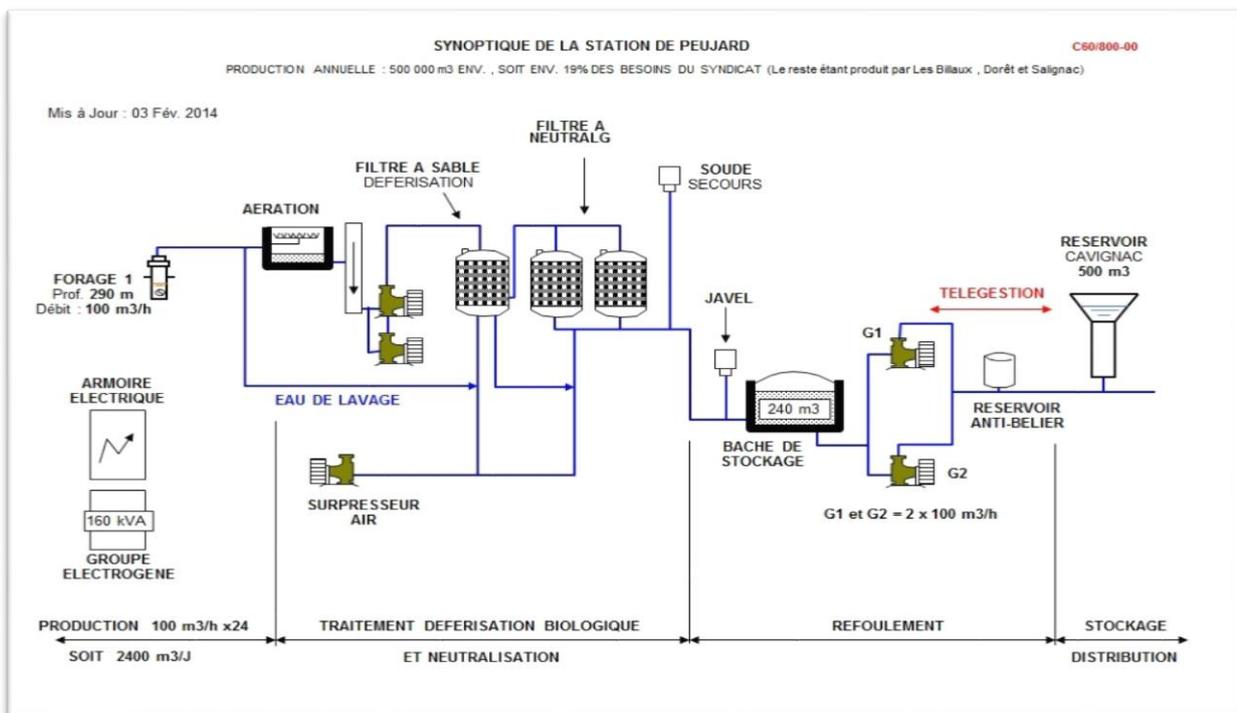 SYNOPTIQUE DE LA STATION DE PEUJARD
C60/800-00
PRODUCTION ANNUELLE : 500 000 m3 ENV. , SOIT ENV. 19% DES BESOINS DU SYNDICAT (Le reste étant produit par Les Billaux , Dorêt et Salignac)
Mis à Jour : 03 Fév. 2014
FILTRE A
NEUTRALG
FILTRE A SABLE
DEFERISATION
SOUDE
SECOURS
AERATION
RESERVOIR
CAVIGNAC
500 m3
FORAGE 1
Prof. 290 m
Débit : 100 m3/h
TELEGESTION
JAVEL
G1
ARMOIRE
ELECTRIQUE
EAU DE LAVAGE
240 m3
RESERVOIR
ANTI-BELIER
BACHE DE
STOCKAGE
G2
SURPRESSEUR
AIR
G1 et G2 = 2 x 100 m3/h
160 kVA
GROUPE
ELECTROGENE
PRODUCTION 100 m3/h x24
SOIT 2400 m3/J
TRAITEMENT DEFERISATION BIOLOGIQUE
ET NEUTRALISATION
REFOULEMENT
STOCKAGE
DISTRIBUTION